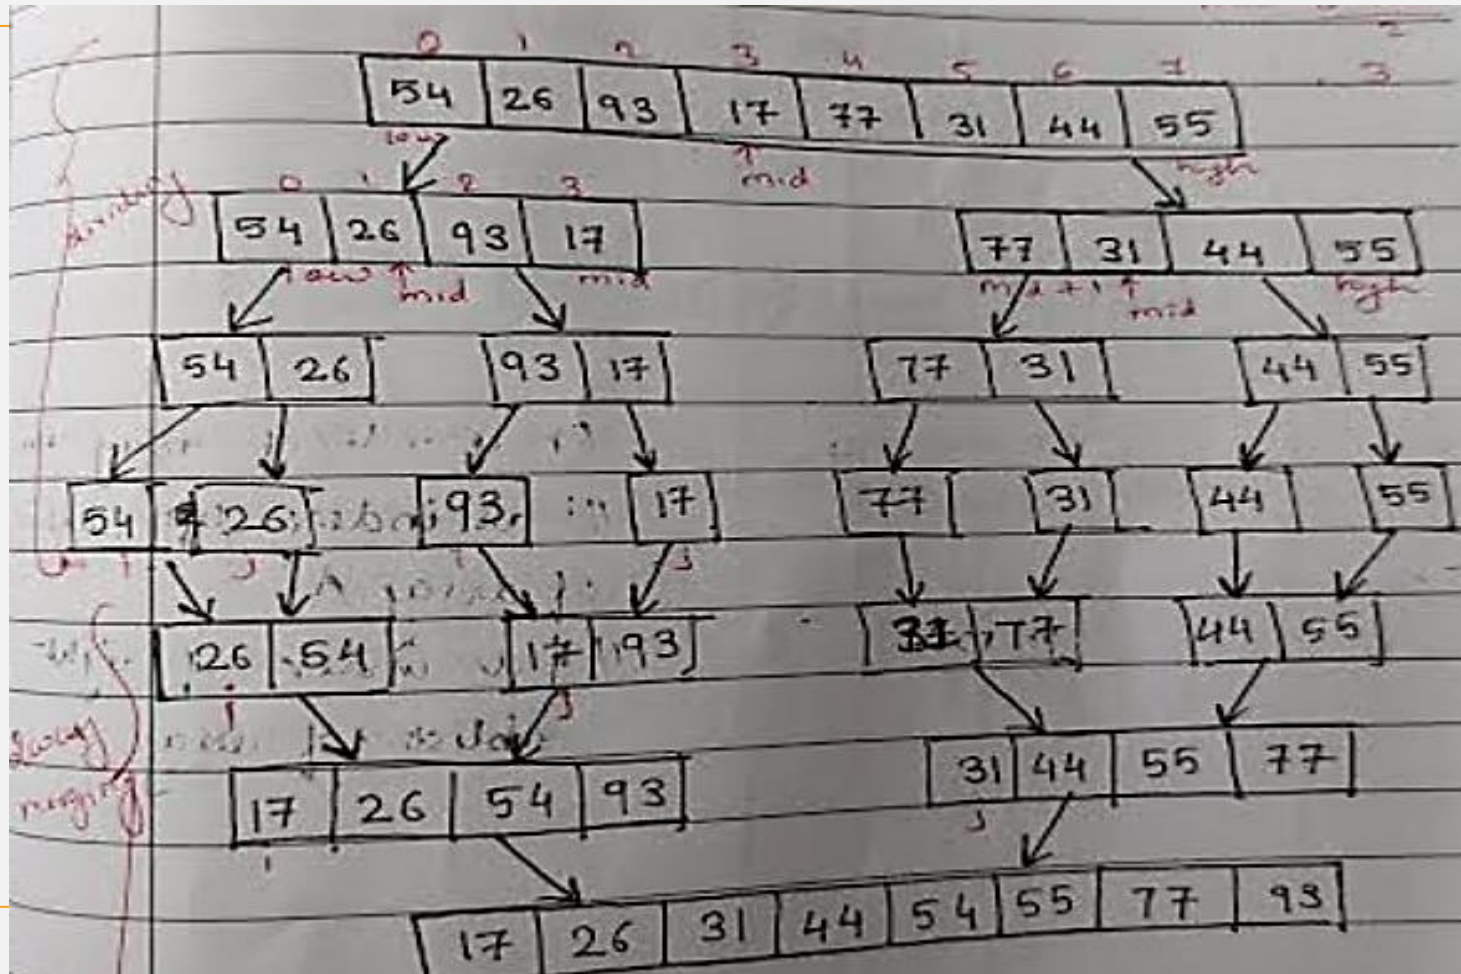 2
0 1 2 3 4 5 6 7 3
54 26 93 17 77 31 44 55
low mid high
0 1 2 3
dividing
54 26 93 17 77 31 44 55
low mid mid mid+1 mid high
54 26 93 17 77 31 44 55
54 26 93 17 77 31 44 55
i j i j
26 54 17 93 31 77 44 55
i j
merging
17 26 54 93 31 44 55 77
i j
17 26 31 44 54 55 77 93